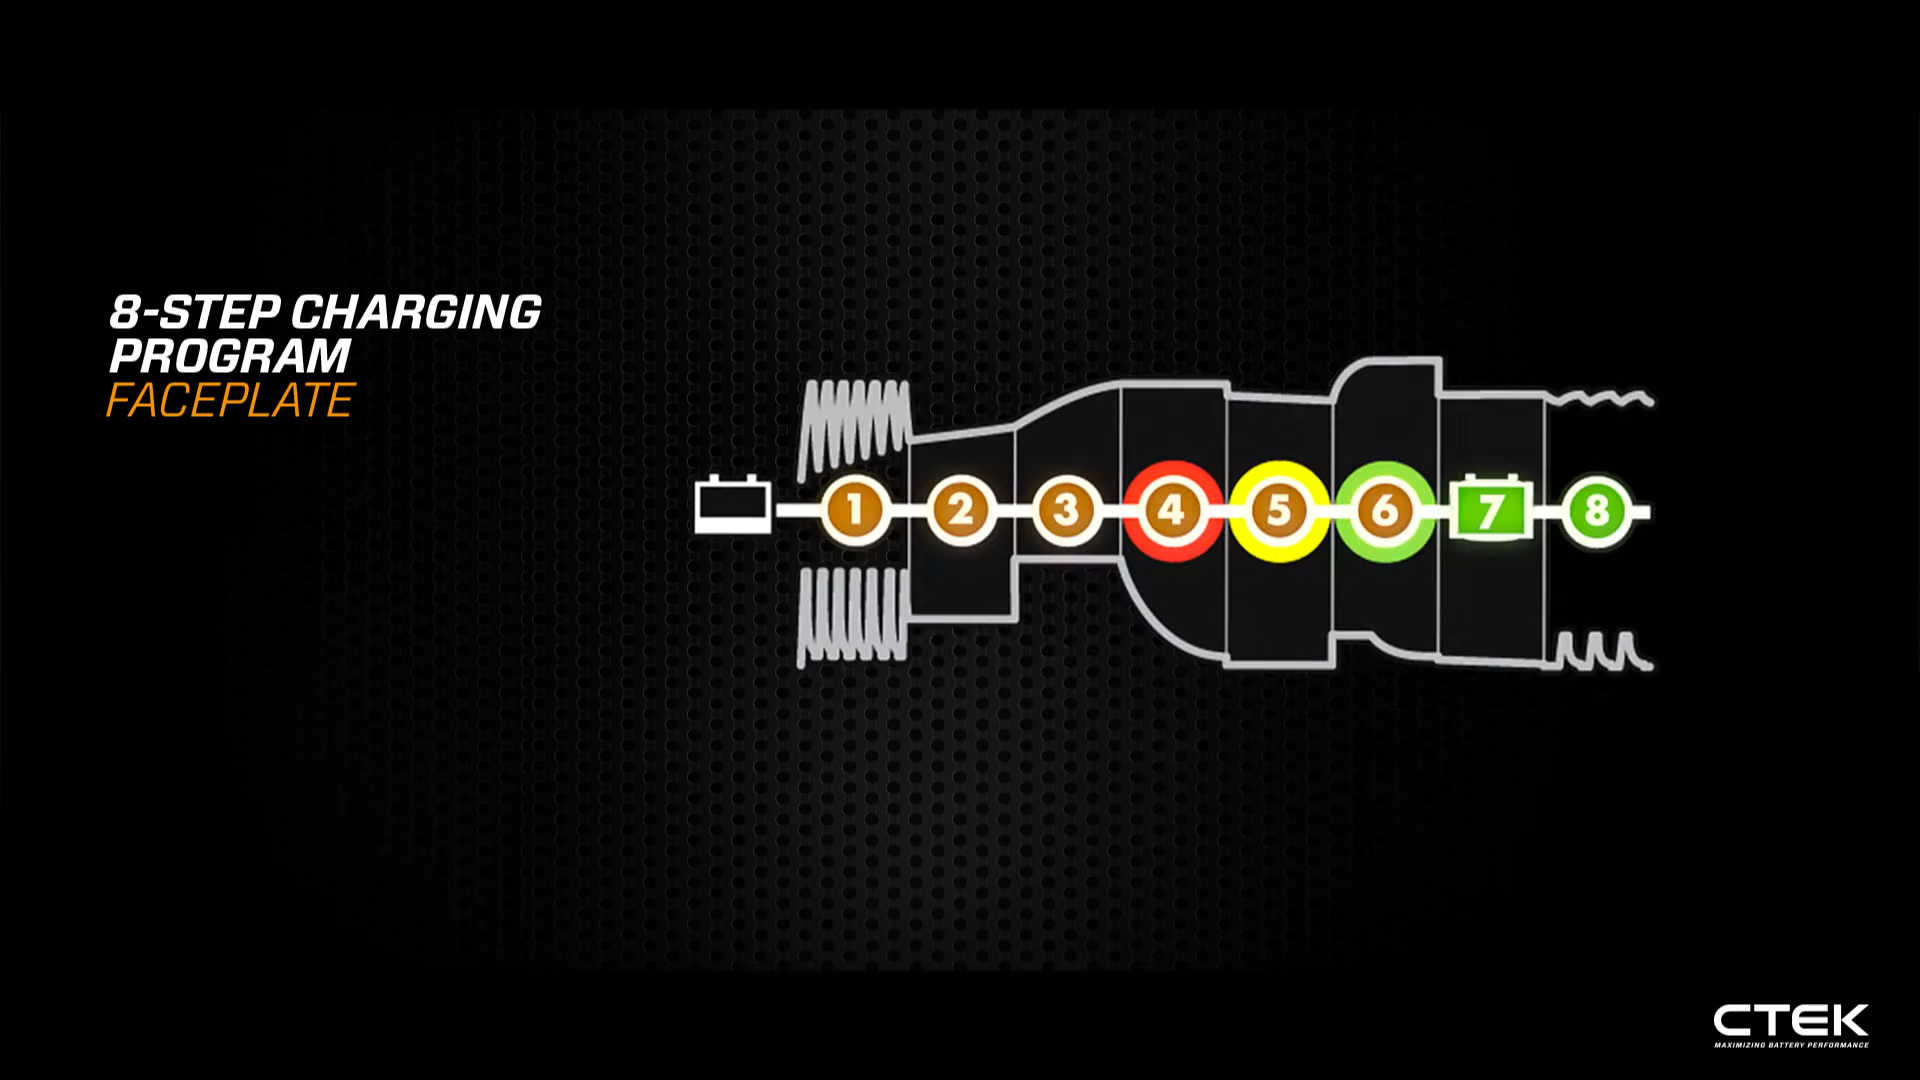 8-STEP CHARGING
PROGRAM
FACEPLATE
1 2 3 4 5 6 7 8
CTEK
MAXIMIZING BATTERY PERFORMANCE